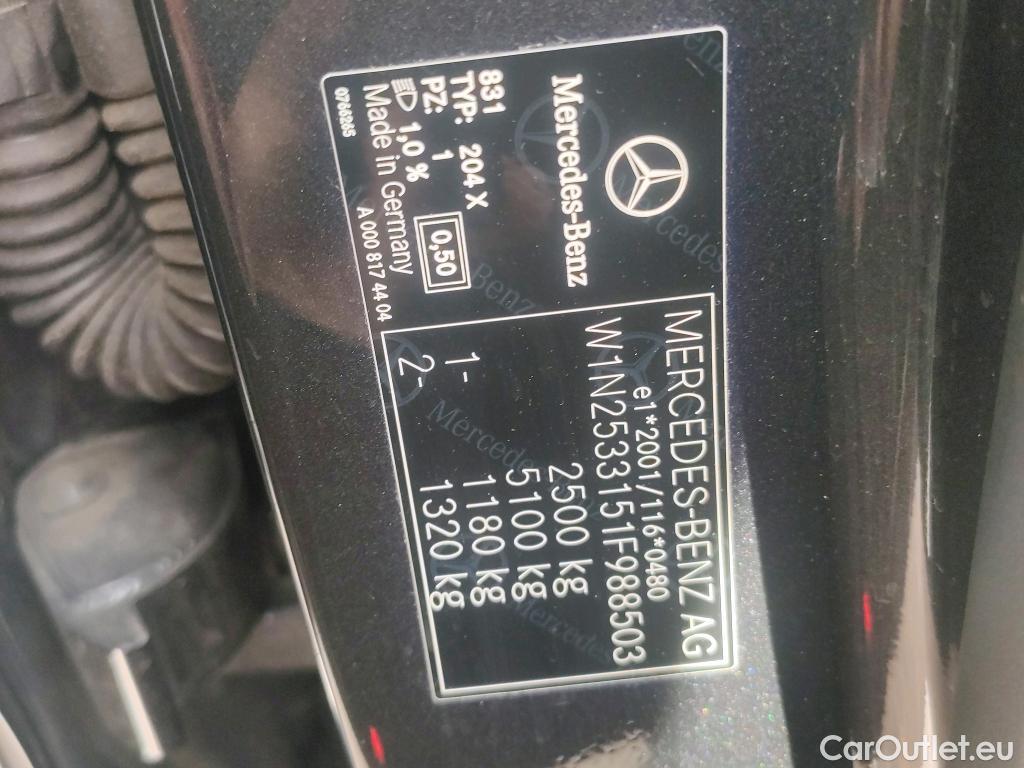 Mercedes-Benz
831
TYP: 204 X
PZ: 1
1,0 %
0,50
Made in Germany
0766265
A 000 817 44 04
MERCEDES-BENZ AG
e1*2001/116*0480
W1N2533151F988503
2500 kg
5100 kg
1- 1180 kg
2- 1320 kg
CarOutlet.eu